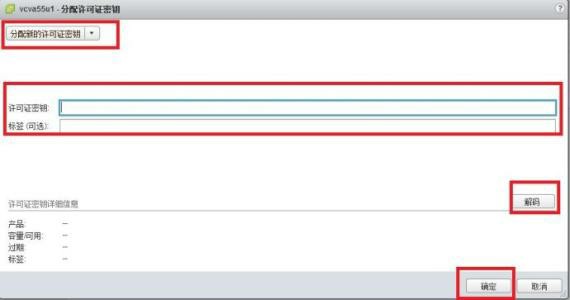 vcva55u1 - 分配许可证密钥
分配新的许可证密钥
许可证密钥:
标签 (可选)
解码
许可证密钥详细信息
产品: --
容量/可用: --
过期: --
标签: --
确定 取消